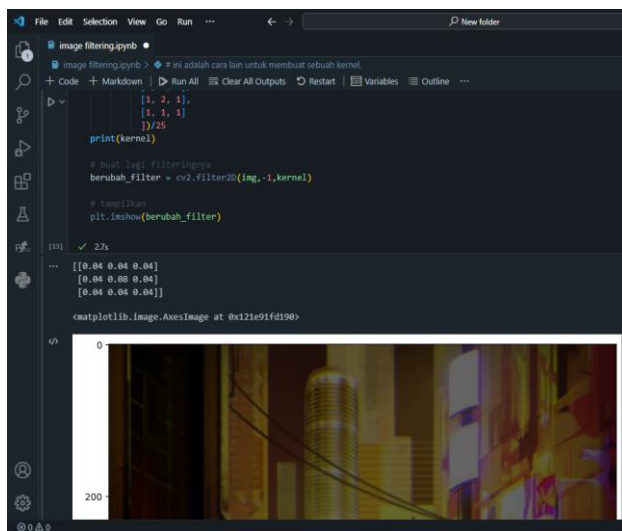 File Edit Selection View Go Run ··· ← → New folder
image filtering.ipynb ●
image filtering.ipynb > # ini adalah cara lain untuk membuat sebuah kernel,
+ Code + Markdown | Run All Clear All Outputs Restart | Variables Outline ···
[1, 2, 1],
[1, 1, 1]
])/25
print(kernel)
# buat lagi filteringnya
berubah_filter = cv2.filter2D(img,-1,kernel)
# tampilkan
plt.imshow(berubah_filter)
[13] ✓ 2.7s
··· [[0.04 0.04 0.04]
[0.04 0.08 0.04]
[0.04 0.04 0.04]]
<matplotlib.image.AxesImage at 0x121e91fd190>
0
200
0 0